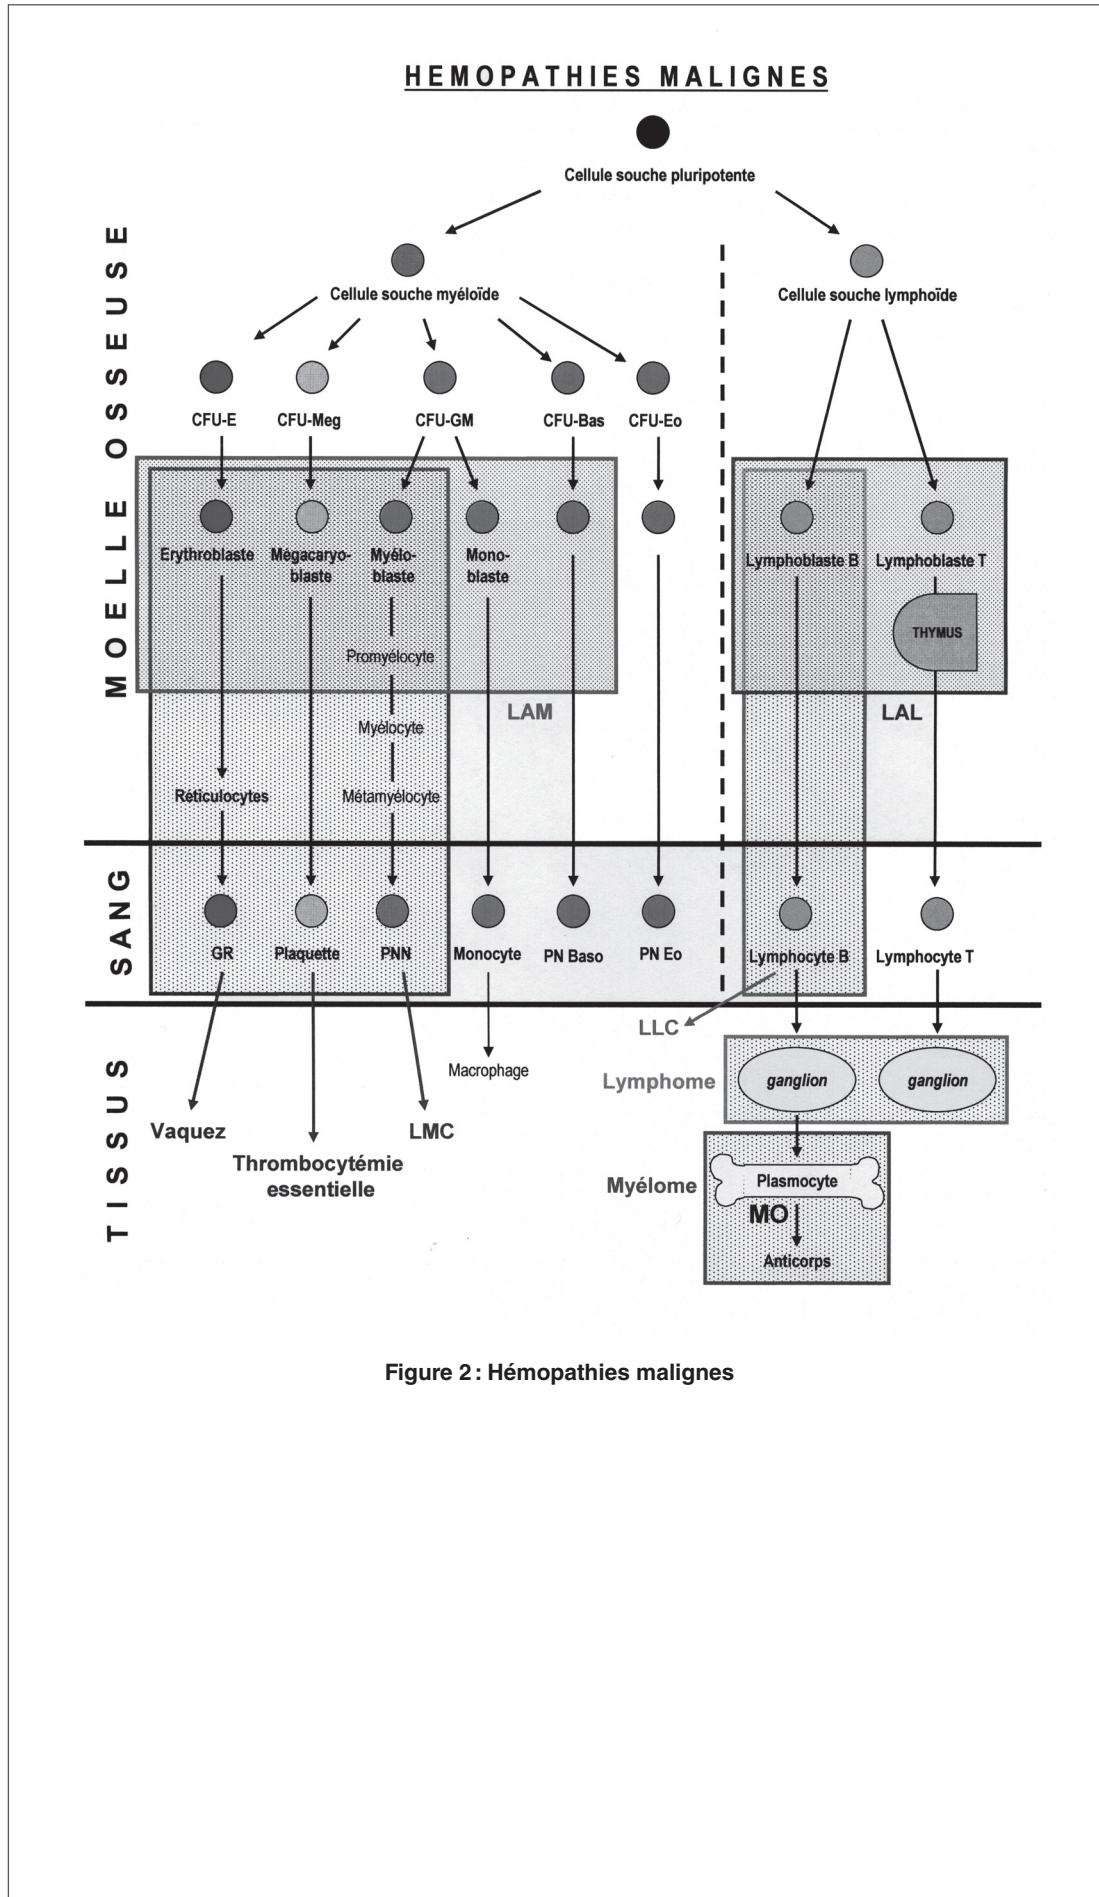 HEMOPATHIES MALIGNES
Cellule souche pluripotente
MOELLE OSSEUSE
Cellule souche myéloïde
Cellule souche lymphoïde
CFU-E
CFU-Meg
CFU-GM
CFU-Bas
CFU-Eo
Erythroblaste
Mégacaryo-
blaste
Myélo-
blaste
Mono-
blaste
Lymphoblaste B
Lymphoblaste T
THYMUS
Promyélocyte
LAM
LAL
Myélocyte
Réticulocytes
Métamyélocyte
SANG
GR
Plaquette
PNN
Monocyte
PN Baso
PN Eo
Lymphocyte B
Lymphocyte T
TISSUS
LLC
Macrophage
Lymphome
ganglion
ganglion
Vaquez
LMC
Thrombocytémie
essentielle
Myélome
Plasmocyte
MO
Anticorps
Figure 2 : Hémopathies malignes